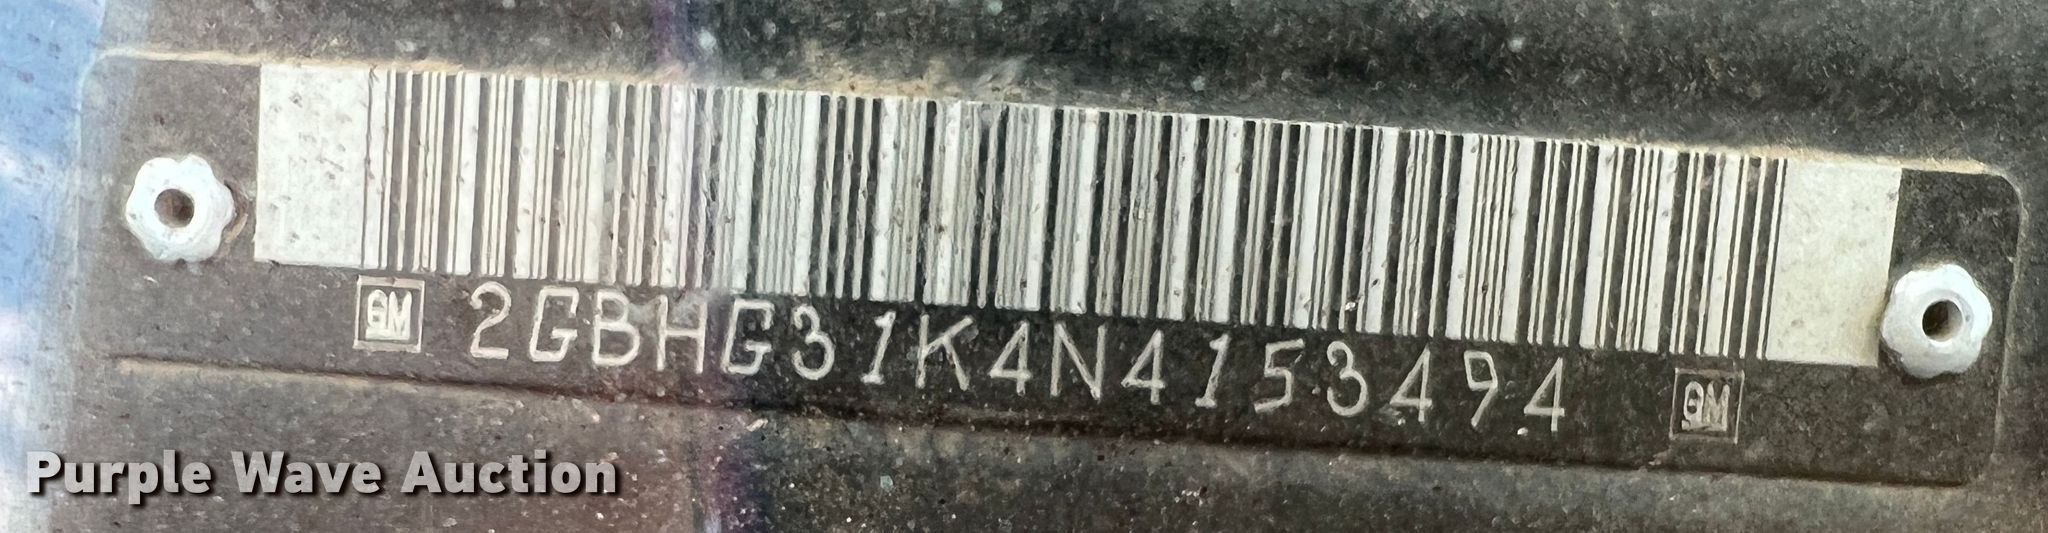 GM 2GBHG31K4N4153494 GM
Purple Wave Auction